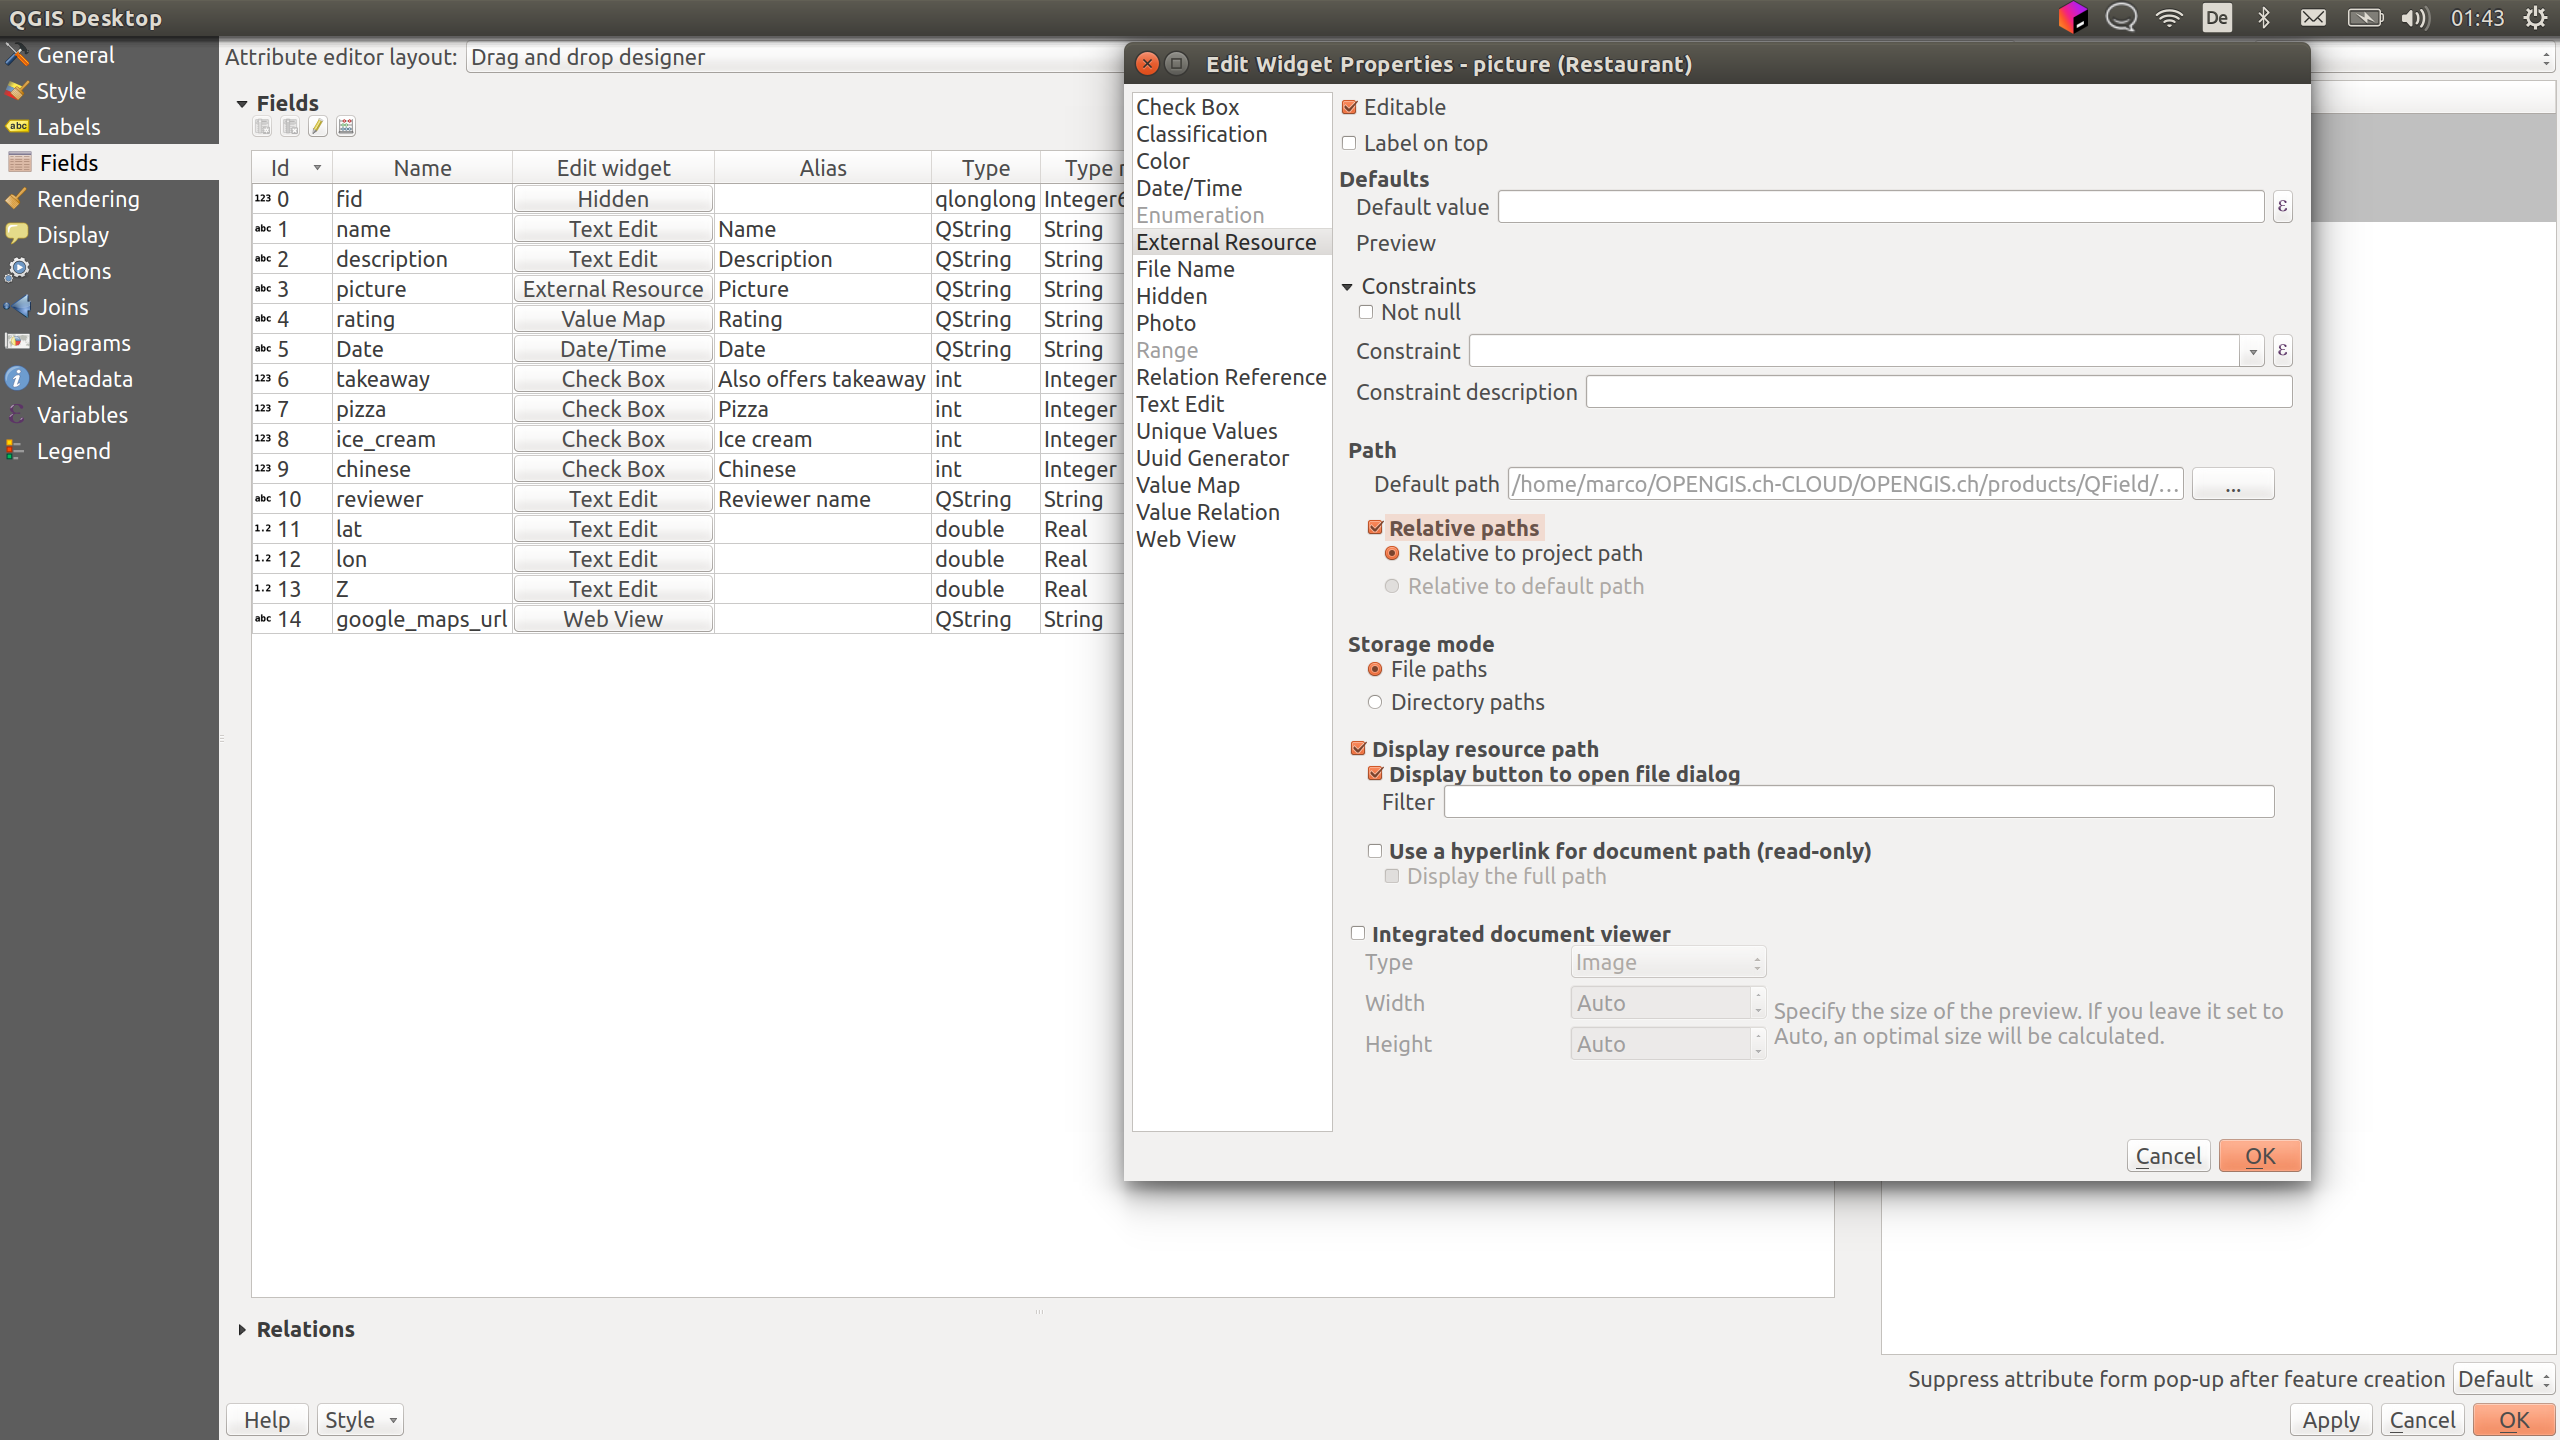 QGIS Desktop
De
01:43
General
Style
Labels
Fields
Rendering
Display
Actions
Joins
Diagrams
Metadata
Variables
Legend
Attribute editor layout: Drag and drop designer
Fields
Id Name Edit widget Alias Type Type
123 0 fid Hidden qlonglong Integer6
abc 1 name Text Edit Name QString String
abc 2 description Text Edit Description QString String
abc 3 picture External Resource Picture QString String
abc 4 rating Value Map Rating QString String
abc 5 Date Date/Time Date QString String
123 6 takeaway Check Box Also offers takeaway int Integer
123 7 pizza Check Box Pizza int Integer
123 8 ice_cream Check Box Ice cream int Integer
123 9 chinese Check Box Chinese int Integer
abc 10 reviewer Text Edit Reviewer name QString String
1.2 11 lat Text Edit double Real
1.2 12 lon Text Edit double Real
1.2 13 Z Text Edit double Real
abc 14 google_maps_url Web View QString String
Relations
Suppress attribute form pop-up after feature creation Default
Help Style Apply Cancel OK
Edit Widget Properties - picture (Restaurant)
Check Box
Classification
Color
Date/Time
Enumeration
External Resource
File Name
Hidden
Photo
Range
Relation Reference
Text Edit
Unique Values
Uuid Generator
Value Map
Value Relation
Web View
Editable
Label on top
Defaults
Default value ε
Preview
Constraints
Not null
Constraint ε
Constraint description
Path
Default path /home/marco/OPENGIS.ch-CLOUD/OPENGIS.ch/products/QField/... ...
Relative paths
Relative to project path
Relative to default path
Storage mode
File paths
Directory paths
Display resource path
Display button to open file dialog
Filter
Use a hyperlink for document path (read-only)
Display the full path
Integrated document viewer
Type Image
Width Auto
Height Auto
Specify the size of the preview. If you leave it set to
Auto, an optimal size will be calculated.
Cancel OK